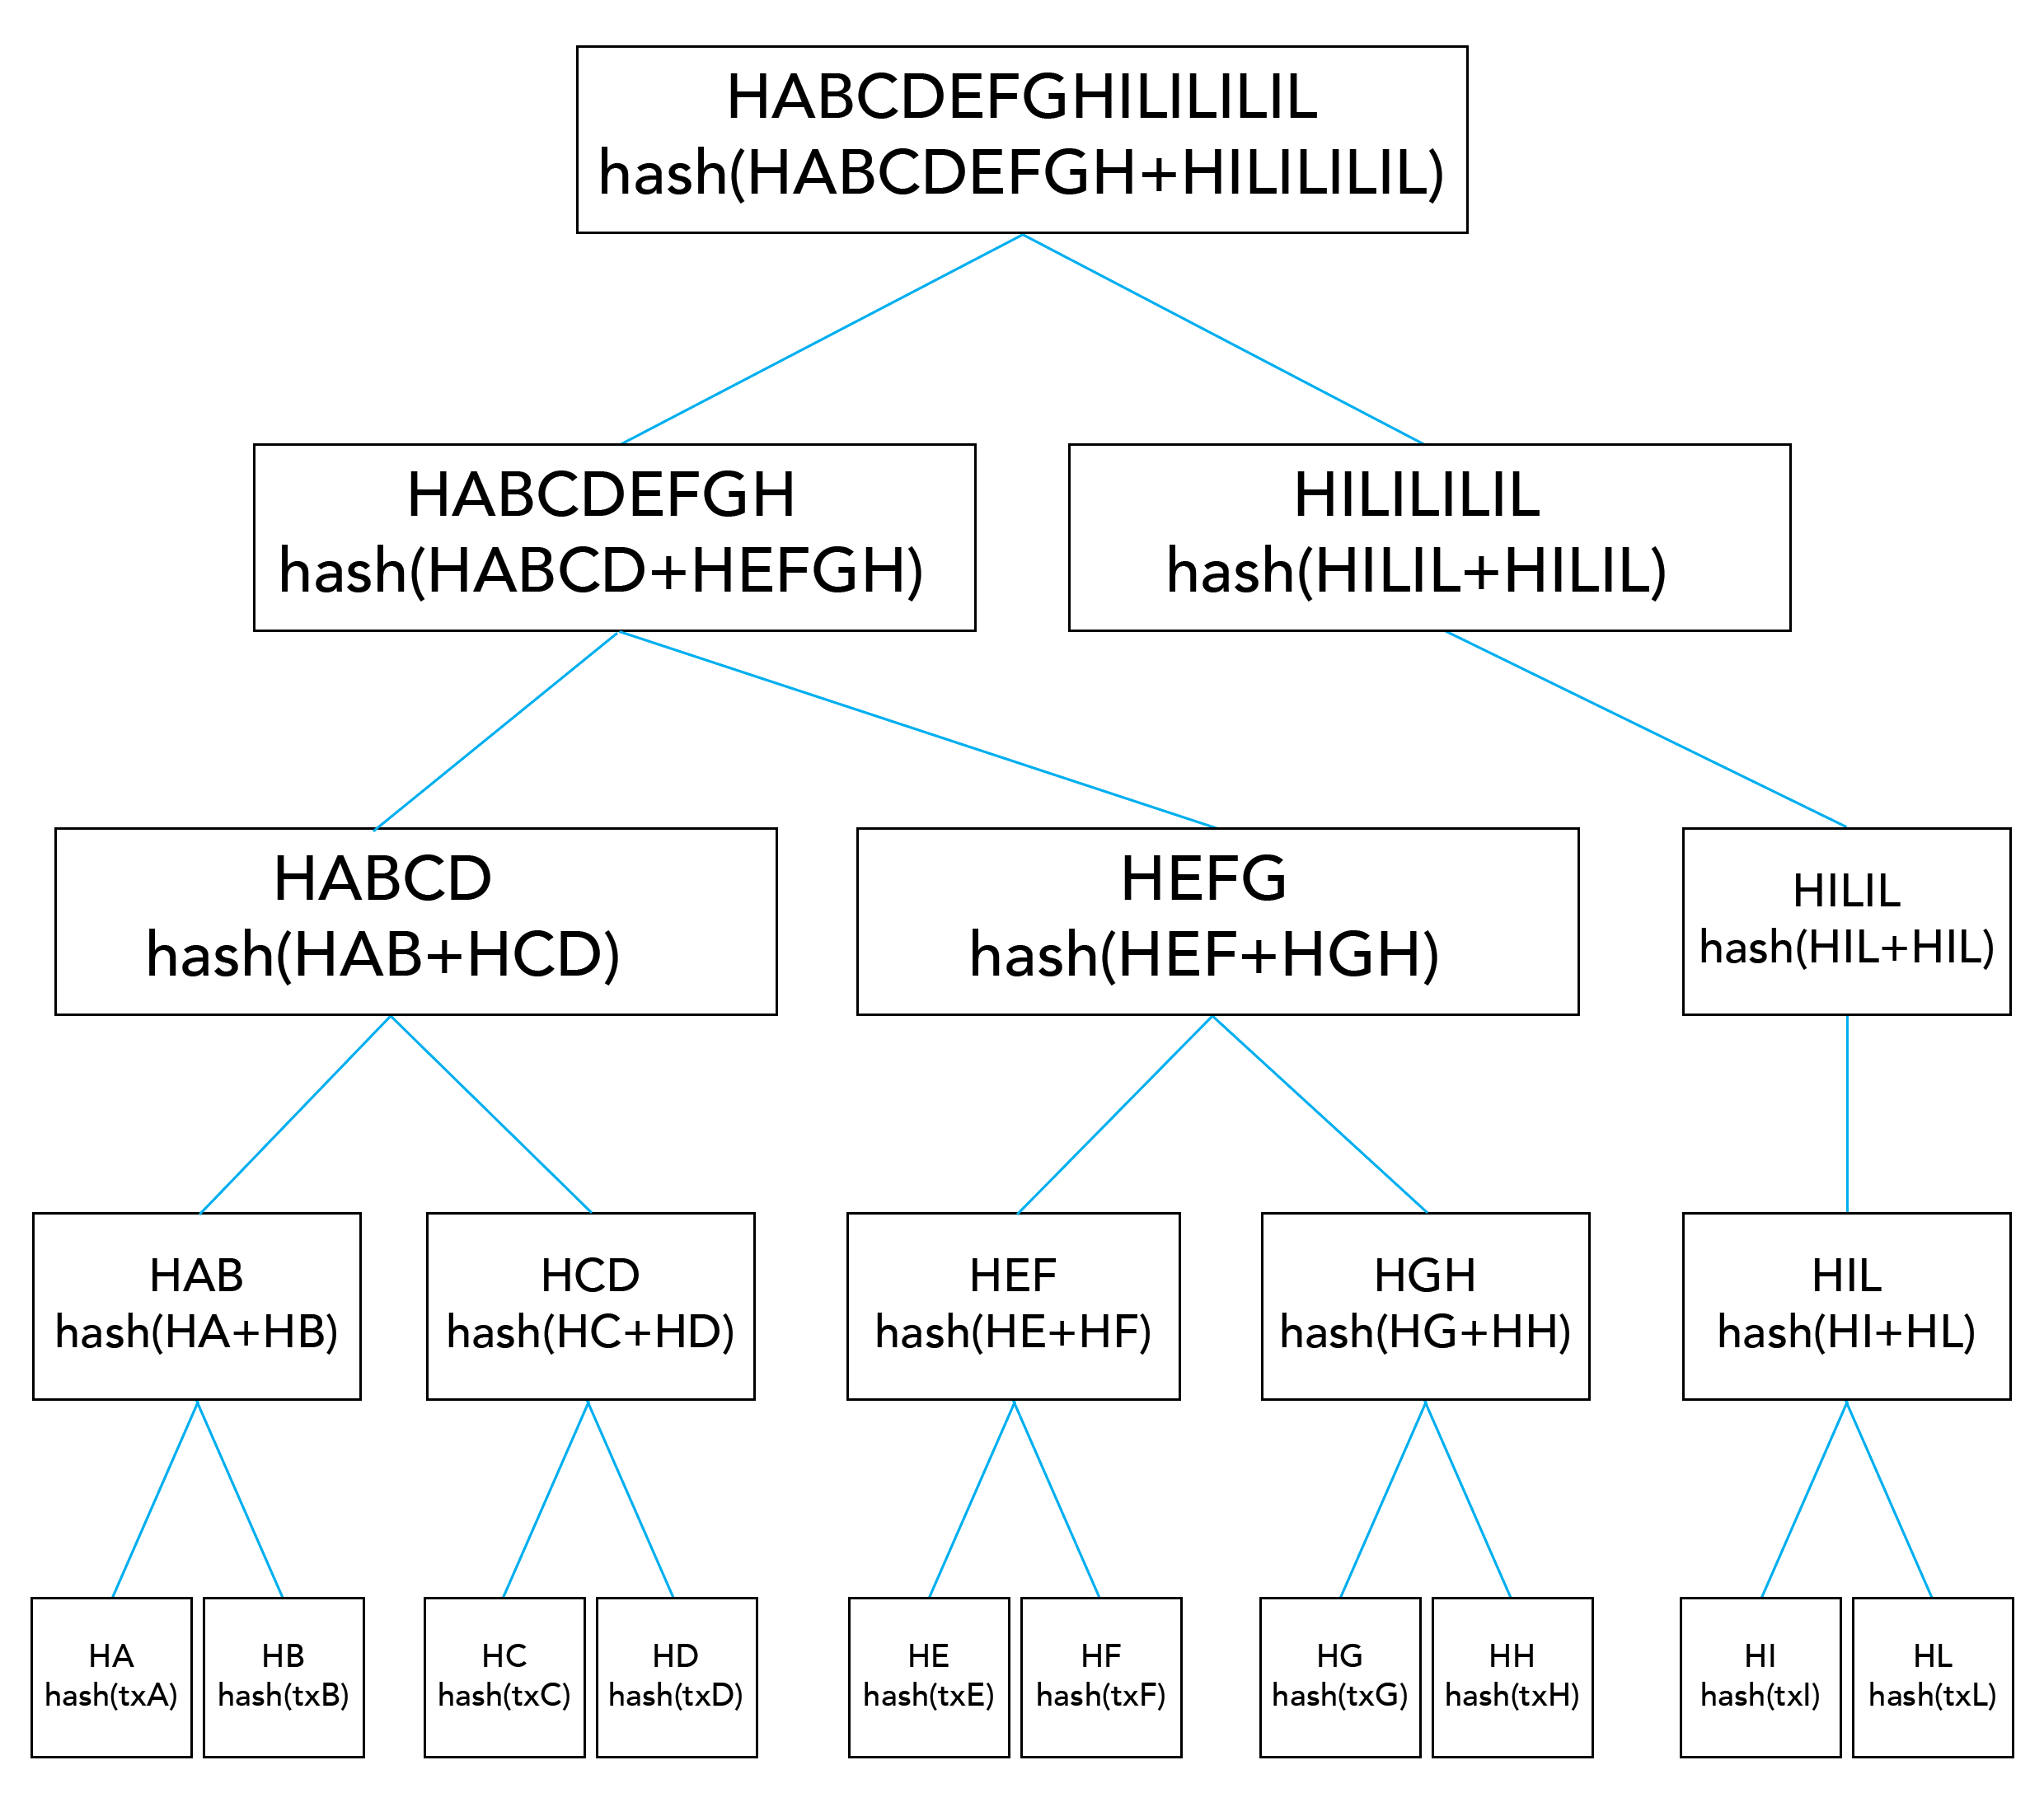 HABCDEFGHILILILIL
hash(HABCDEFGH+HILILILIL)
HABCDEFGH
hash(HABCD+HEFGH)
HILILILIL
hash(HILIL+HILIL)
HABCD
hash(HAB+HCD)
HEFG
hash(HEF+HGH)
HILIL
hash(HIL+HIL)
HAB
hash(HA+HB)
HCD
hash(HC+HD)
HEF
hash(HE+HF)
HGH
hash(HG+HH)
HIL
hash(HI+HL)
HA
hash(txA)
HB
hash(txB)
HC
hash(txC)
HD
hash(txD)
HE
hash(txE)
HF
hash(txF)
HG
hash(txG)
HH
hash(txH)
HI
hash(txI)
HL
hash(txL)